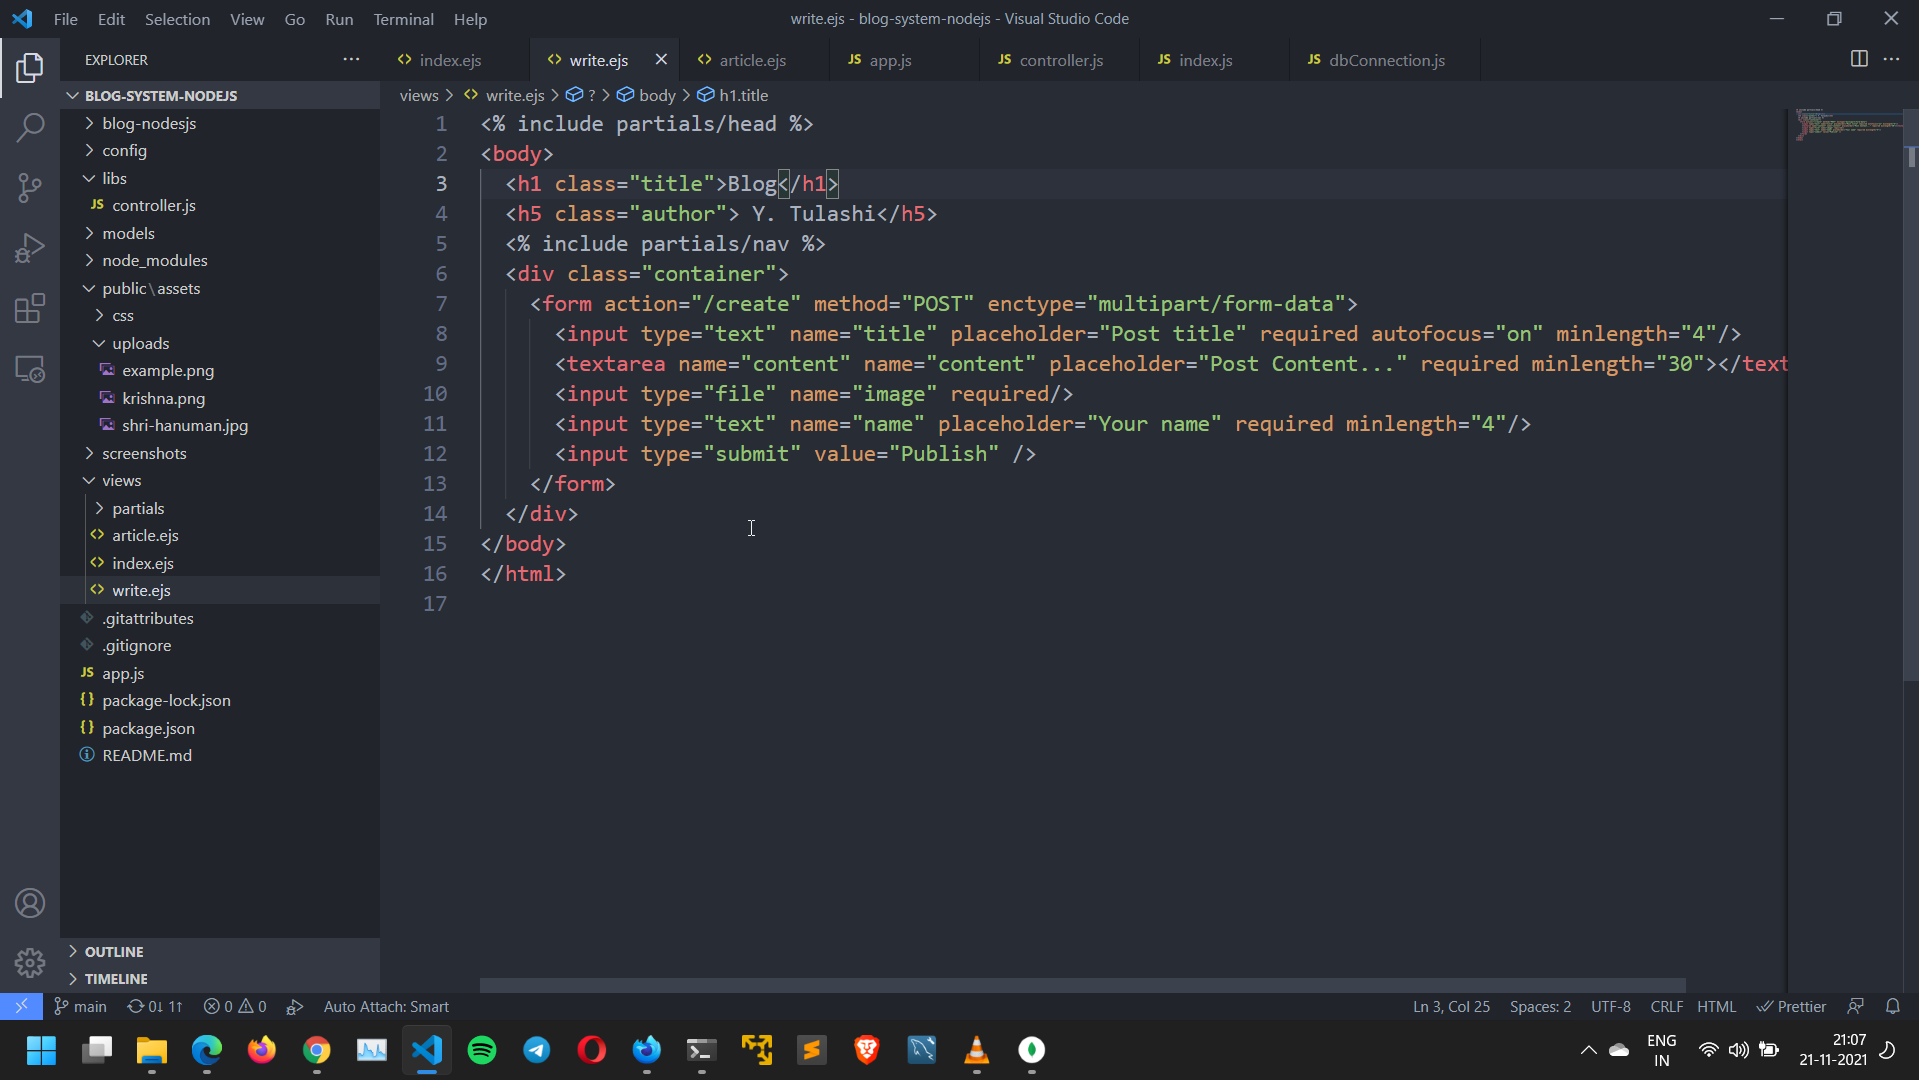 File Edit Selection View Go Run Terminal Help
write.ejs - blog-system-nodejs - Visual Studio Code
EXPLORER
index.ejs
write.ejs
article.ejs
JS app.js
JS controller.js
JS index.js
JS dbConnection.js
BLOG-SYSTEM-NODEJS
blog-nodesjs
config
libs
JS controller.js
models
node_modules
public\assets
css
uploads
example.png
krishna.png
shri-hanuman.jpg
screenshots
views
partials
article.ejs
index.ejs
write.ejs
.gitattributes
.gitignore
JS app.js
{} package-lock.json
{} package.json
README.md
OUTLINE
TIMELINE
views > write.ejs > ? > body > h1.title
1 <% include partials/head %>
2 <body>
3 <h1 class="title">Blog</h1>
4 <h5 class="author"> Y. Tulashi</h5>
5 <% include partials/nav %>
6 <div class="container">
7 <form action="/create" method="POST" enctype="multipart/form-data">
8 <input type="text" name="title" placeholder="Post title" required autofocus="on" minlength="4"/>
9 <textarea name="content" name="content" placeholder="Post Content..." required minlength="30"></text
10 <input type="file" name="image" required/>
11 <input type="text" name="name" placeholder="Your name" required minlength="4"/>
12 <input type="submit" value="Publish" />
13 </form>
14 </div>
15 </body>
16 </html>
17
main 0↓ 1↑ 0 0 Auto Attach: Smart
Ln 3, Col 25 Spaces: 2 UTF-8 CRLF HTML Prettier
ENG
IN
21:07
21-11-2021